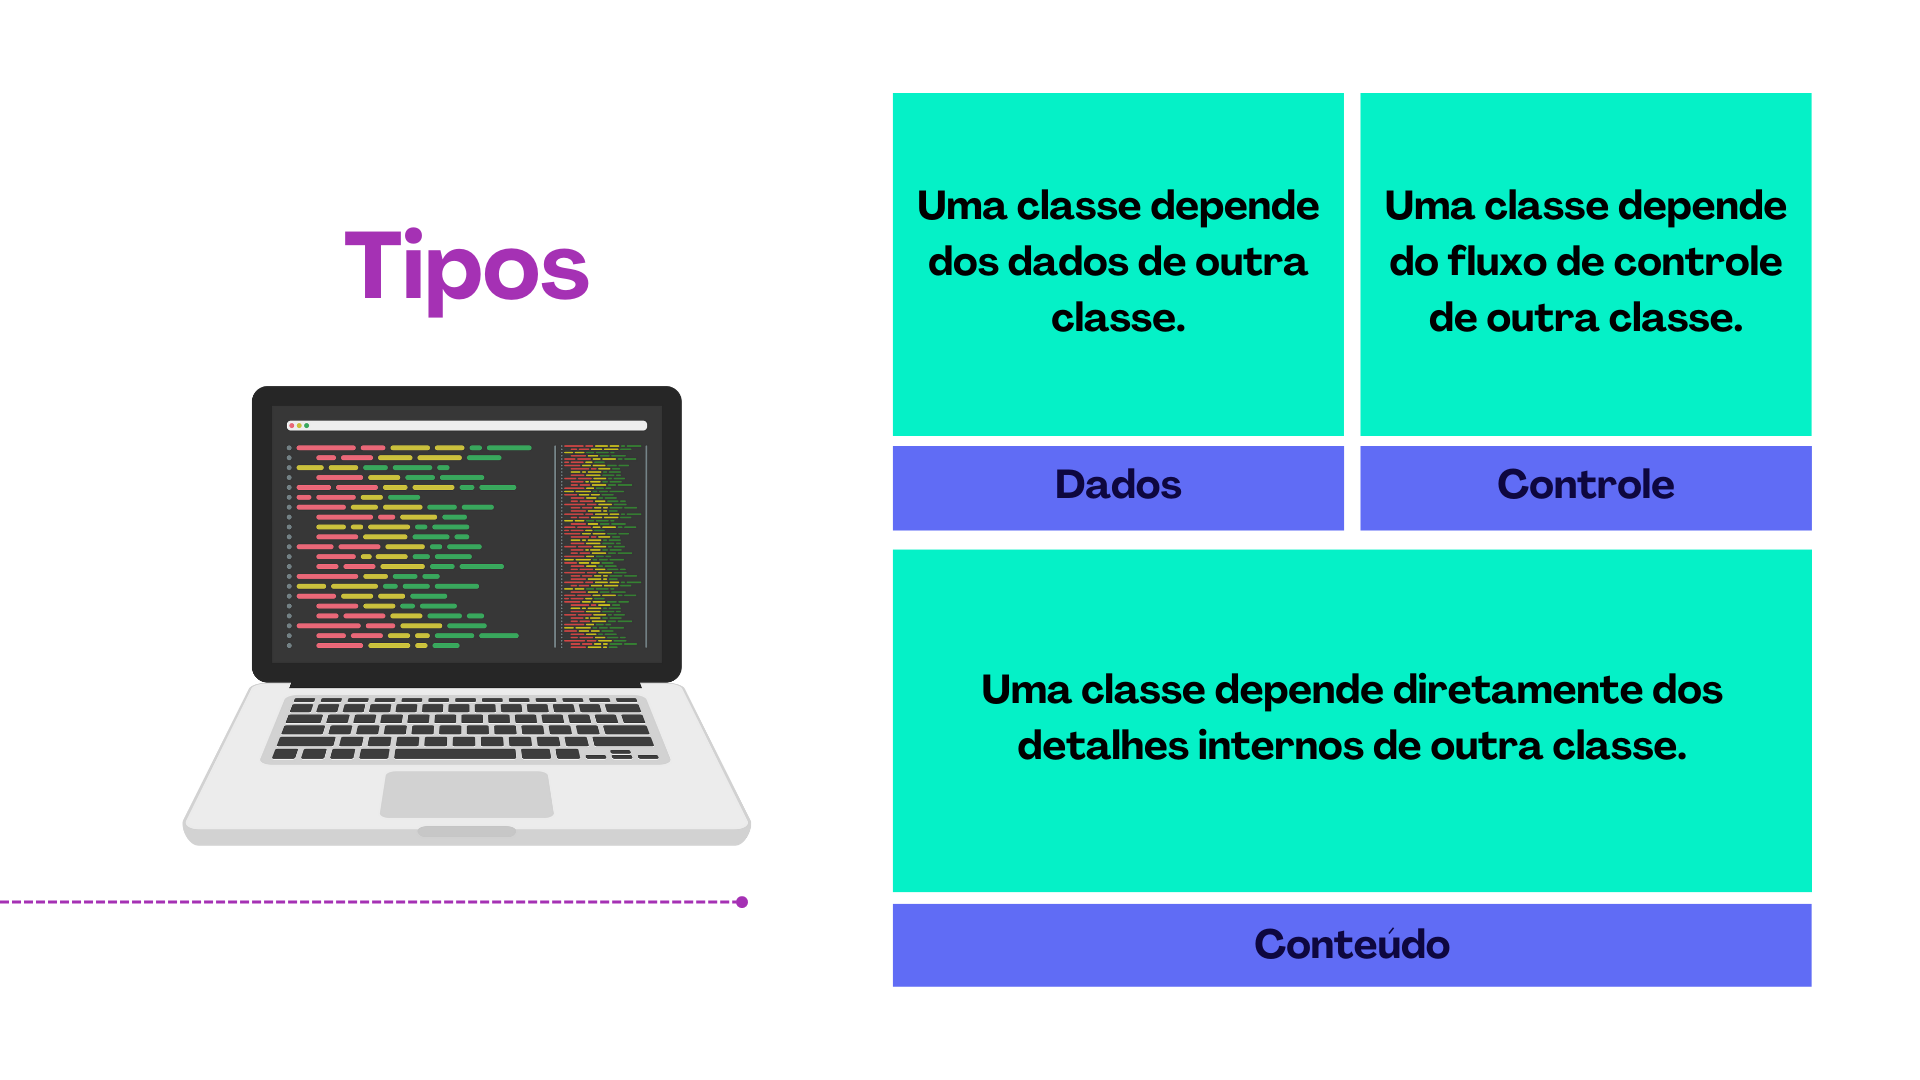 Tipos
Uma classe depende
dos dados de outra
classe.
Dados
Uma classe depende
do fluxo de controle
de outra classe.
Controle
Uma classe depende diretamente dos
detalhes internos de outra classe.
Conteúdo